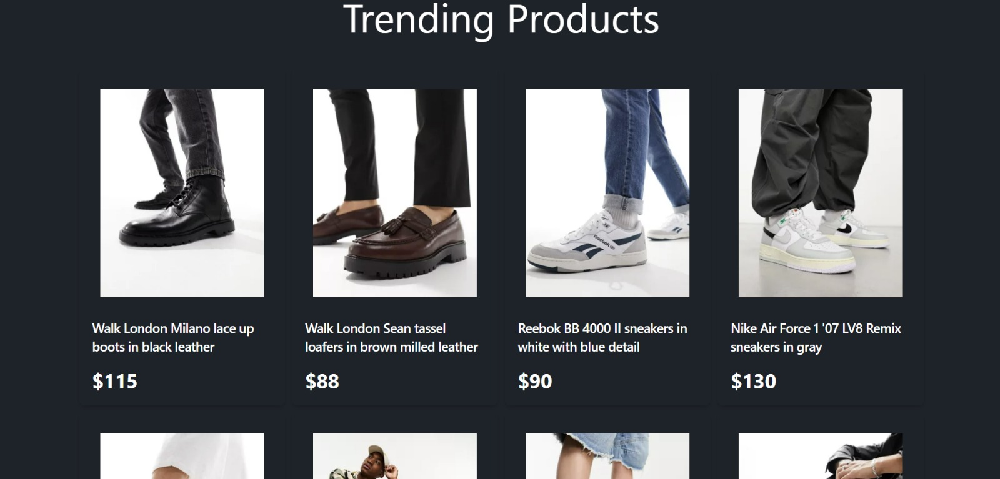 Trending Products
Walk London Milano lace up
boots in black leather
$115
Walk London Sean tassel
loafers in brown milled leather
$88
Reebok
Reebok BB 4000 II sneakers in
white with blue detail
$90
Nike Air Force 1 '07 LV8 Remix
sneakers in gray
$130